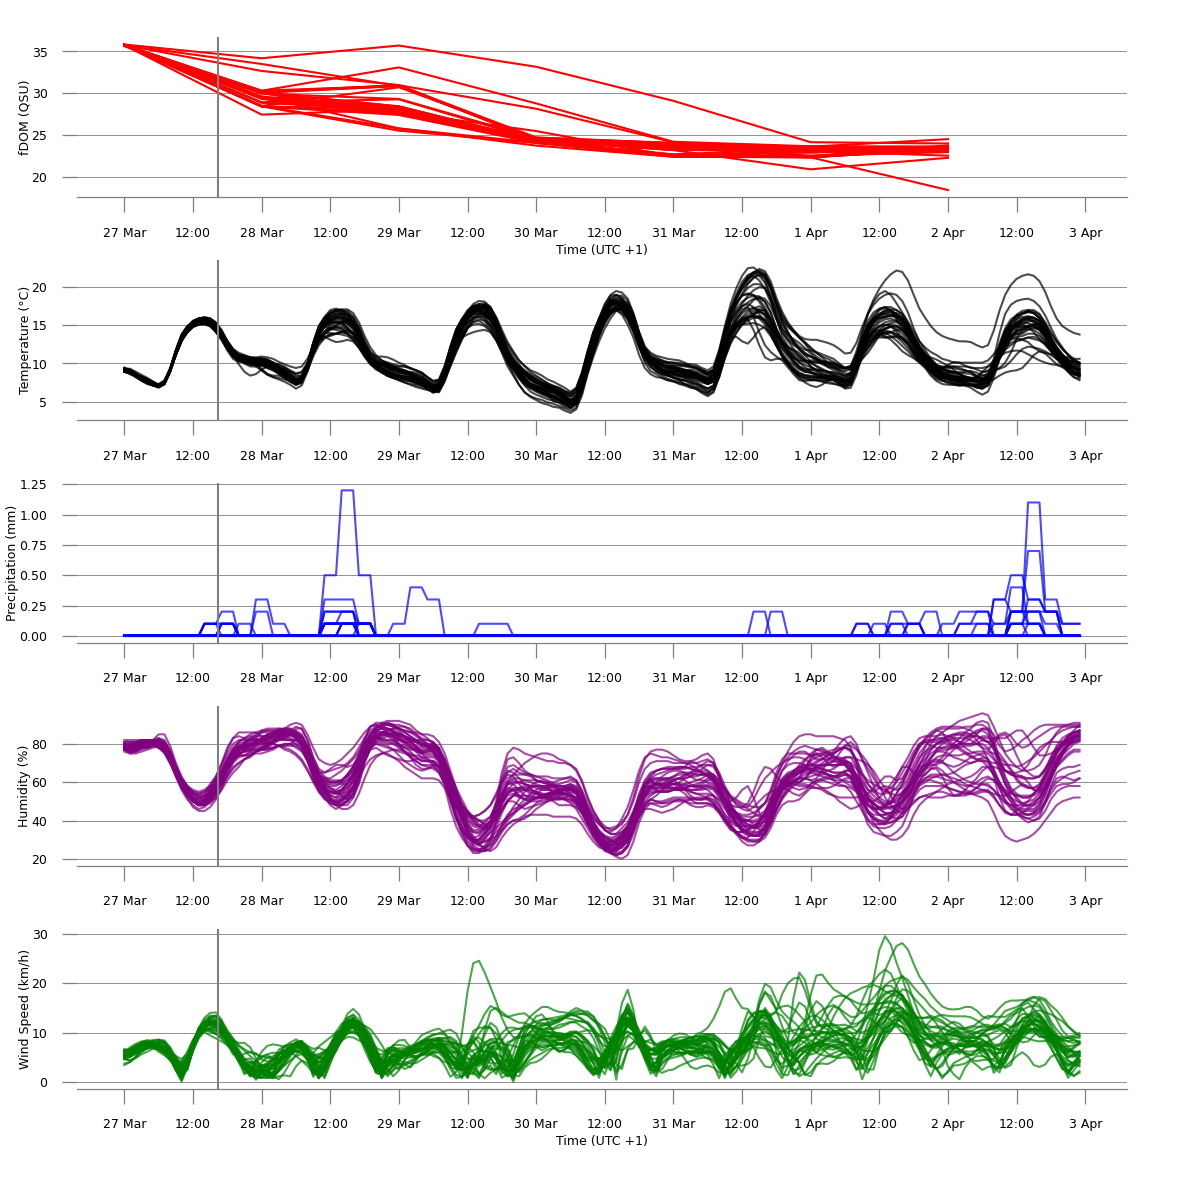 35
30
25
20
fDOM (QSU)
27 Mar 12:00 28 Mar 12:00 29 Mar 12:00 30 Mar 12:00 31 Mar 12:00 1 Apr 12:00 2 Apr 12:00 3 Apr
Time (UTC +1)
20
15
10
5
Temperature (°C)
27 Mar 12:00 28 Mar 12:00 29 Mar 12:00 30 Mar 12:00 31 Mar 12:00 1 Apr 12:00 2 Apr 12:00 3 Apr
1.25
1.00
0.75
0.50
0.25
0.00
Precipitation (mm)
27 Mar 12:00 28 Mar 12:00 29 Mar 12:00 30 Mar 12:00 31 Mar 12:00 1 Apr 12:00 2 Apr 12:00 3 Apr
80
60
40
20
Humidity (%)
27 Mar 12:00 28 Mar 12:00 29 Mar 12:00 30 Mar 12:00 31 Mar 12:00 1 Apr 12:00 2 Apr 12:00 3 Apr
30
20
10
0
Wind Speed (km/h)
27 Mar 12:00 28 Mar 12:00 29 Mar 12:00 30 Mar 12:00 31 Mar 12:00 1 Apr 12:00 2 Apr 12:00 3 Apr
Time (UTC +1)